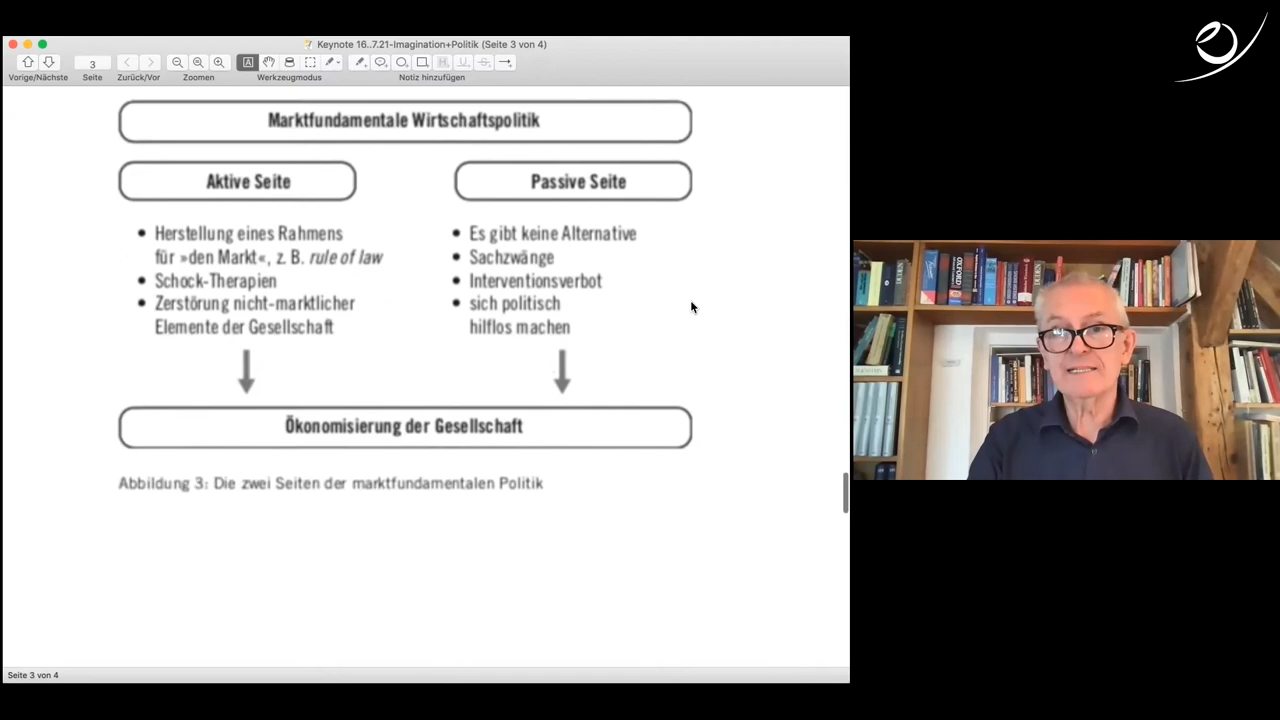 Keynote 16..7.21-Imagination+Politik (Seite 3 von 4)
3
Vorige/Nächste Seite Zurück/Vor Zoomen Werkzeugmodus Notiz hinzufügen
Marktfundamentale Wirtschaftspolitik
Aktive Seite
• Herstellung eines Rahmens
für »den Markt«, z. B. rule of law
• Schock-Therapien
• Zerstörung nicht-marktlicher
Elemente der Gesellschaft
Passive Seite
• Es gibt keine Alternative
• Sachzwänge
• Interventionsverbot
• sich politisch
hilflos machen
Ökonomisierung der Gesellschaft
Abbildung 3: Die zwei Seiten der marktfundamentalen Politik
Seite 3 von 4
DUDEN
OXFORD